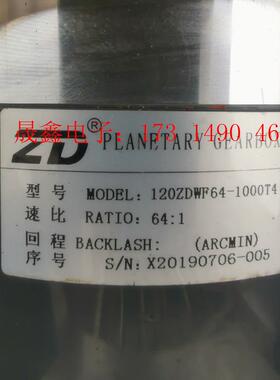 晟鑫电子：173 1490 46
ZD® PLANETARY GEARBOX
型号 MODEL: 120ZDWF64-1000T4
速比 RATIO: 64:1
回程 BACKLASH: (ARCMIN)
序号 S/N: X20190706-005